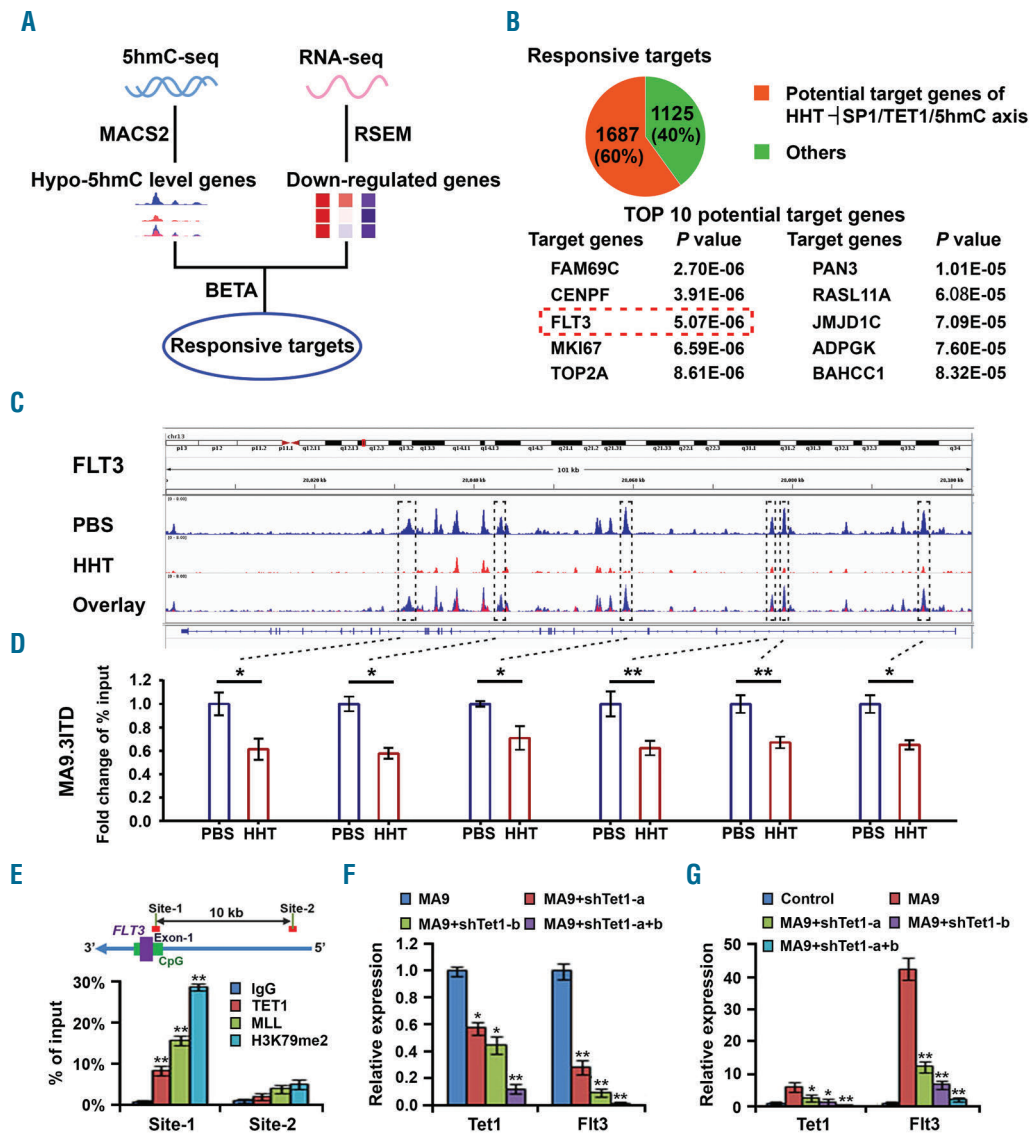 A
5hmC-seq
RNA-seq
MACS2
RSEM
Hypo-5hmC level genes
Down-regulated genes
BETA
Responsive targets
B
Responsive targets
1125
(40%)
1687
(60%)
Potential target genes of
HHT ⊣SP1/TET1/5hmC axis
Others
TOP 10 potential target genes
Target genes P value Target genes P value
FAM69C 2.70E-06 PAN3 1.01E-05
CENPF 3.91E-06 RASL11A 6.08E-05
FLT3 5.07E-06 JMJD1C 7.09E-05
MKI67 6.59E-06 ADPGK 7.60E-05
TOP2A 8.61E-06 BAHCC1 8.32E-05
C
chr13
FLT3
101 kb
PBS
HHT
Overlay
D
* * * ** ** *
MA9.3ITD
Fold change of % input
1.2
1.0
0.8
0.6
0.4
0.2
0.0
PBS HHT PBS HHT PBS HHT PBS HHT PBS HHT PBS HHT
E
Site-1 10 kb Site-2
FLT3 Exon-1
3’ 5’
CpG
% of input
30%
20%
10%
0%
IgG
TET1
MLL
H3K79me2
** ** **
Site-1 Site-2
F
MA9 MA9+shTet1-a
MA9+shTet1-b MA9+shTet1-a+b
Relative expression
1.2
1.0
0.8
0.6
0.4
0.2
0
* * ** ** ** **
Tet1 Flt3
G
Control MA9
MA9+shTet1-a MA9+shTet1-b
MA9+shTet1-a+b
Relative expression
50
40
30
20
10
0
* * ** ** ** **
Tet1 Flt3